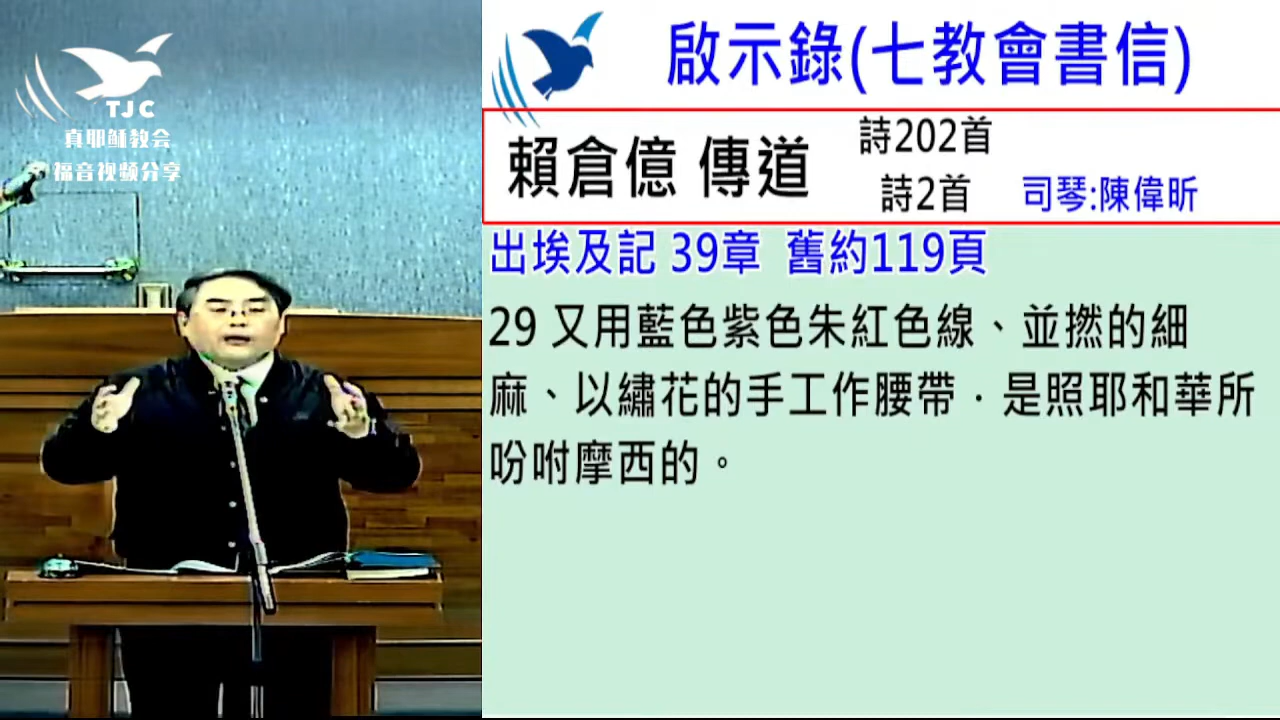 TJC
真耶穌教会
福音视频分享
啟示錄(七教會書信)
賴倉億 傳道
詩202首
詩2首
司琴:陳偉昕
出埃及記 39章 舊約119頁
29 又用藍色紫色朱紅色線、並撚的細
麻、以繡花的手工作腰帶．是照耶和華所
吩咐摩西的。